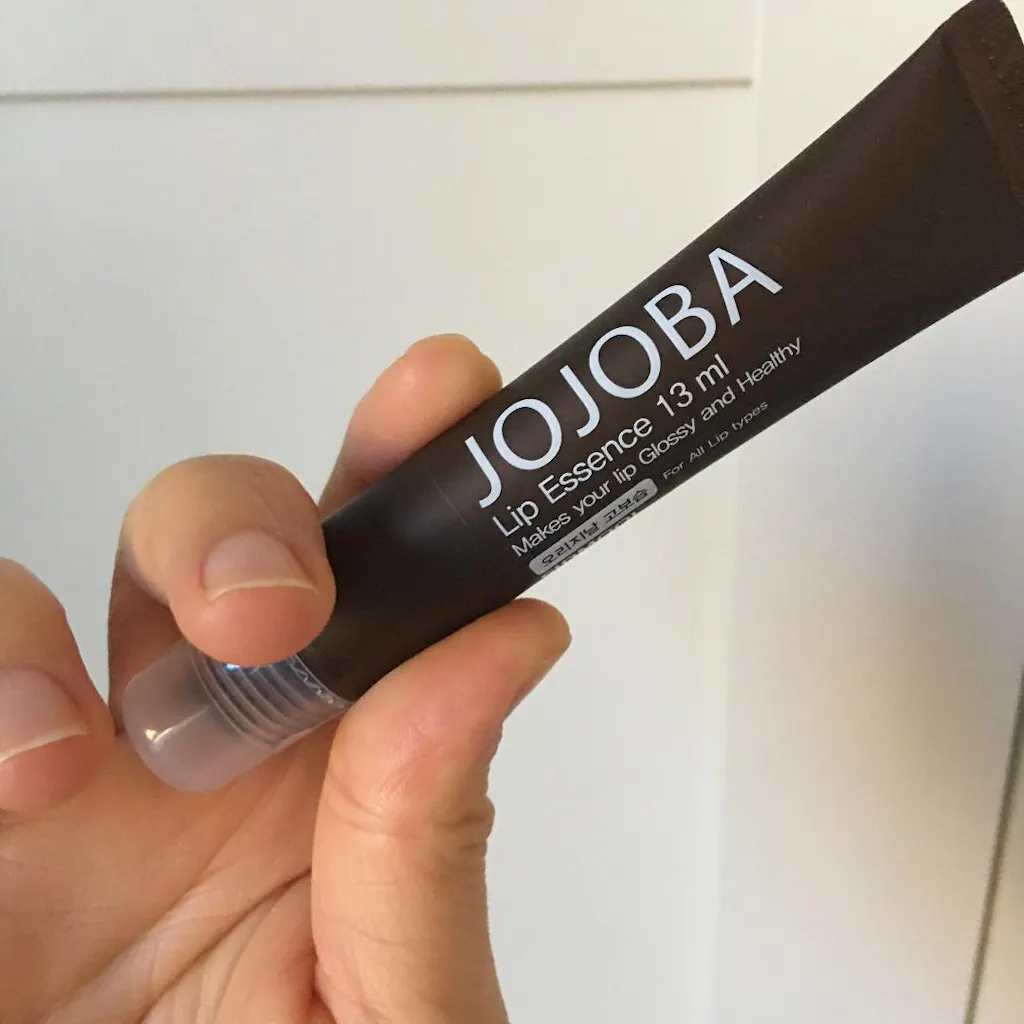 JOJOBA
Lip Essence 13 ml
Makes your lip Glossy and Healthy
For All Lip types
오리지날 고보습